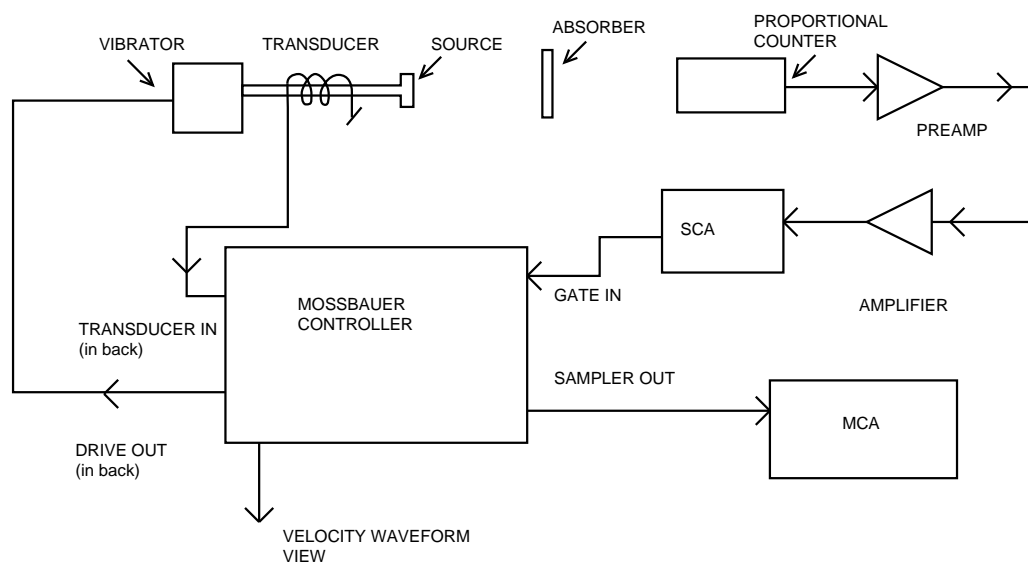 VIBRATOR
TRANSDUCER
SOURCE
ABSORBER
PROPORTIONAL
COUNTER
PREAMP
SCA
GATE IN
AMPLIFIER
MOSSBAUER
CONTROLLER
TRANSDUCER IN
(in back)
SAMPLER OUT
MCA
DRIVE OUT
(in back)
VELOCITY WAVEFORM
VIEW